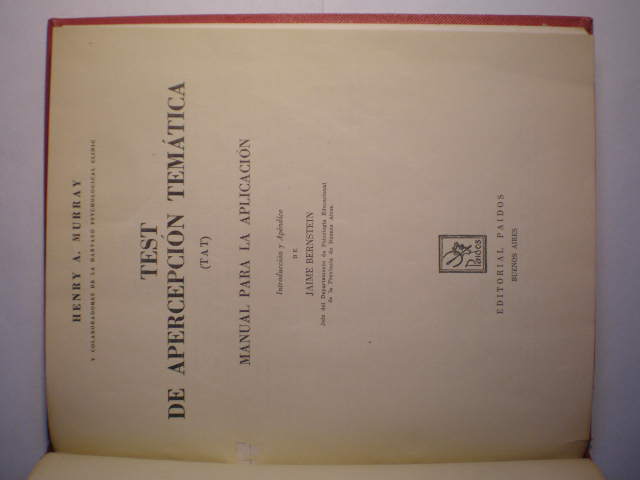 HENRY A. MURRAY
Y COLABORADORES DE LA HARVARD PSYCHOLOGICAL CLINIC
TEST
DE APERCEPCIÓN TEMÁTICA
(TAT)
MANUAL PARA LA APLICACIÓN
Introducción y Apéndice
DE
JAIME BERNSTEIN
Jefe del Departamento de Psicología Educacional
de la Provincia de Buenos Aires.
Paidós
EDITORIAL PAIDOS
BUENOS AIRES